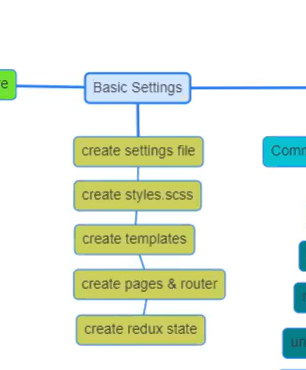 Basic Settings
create settings file
create styles.scss
create templates
create pages & router
create redux state